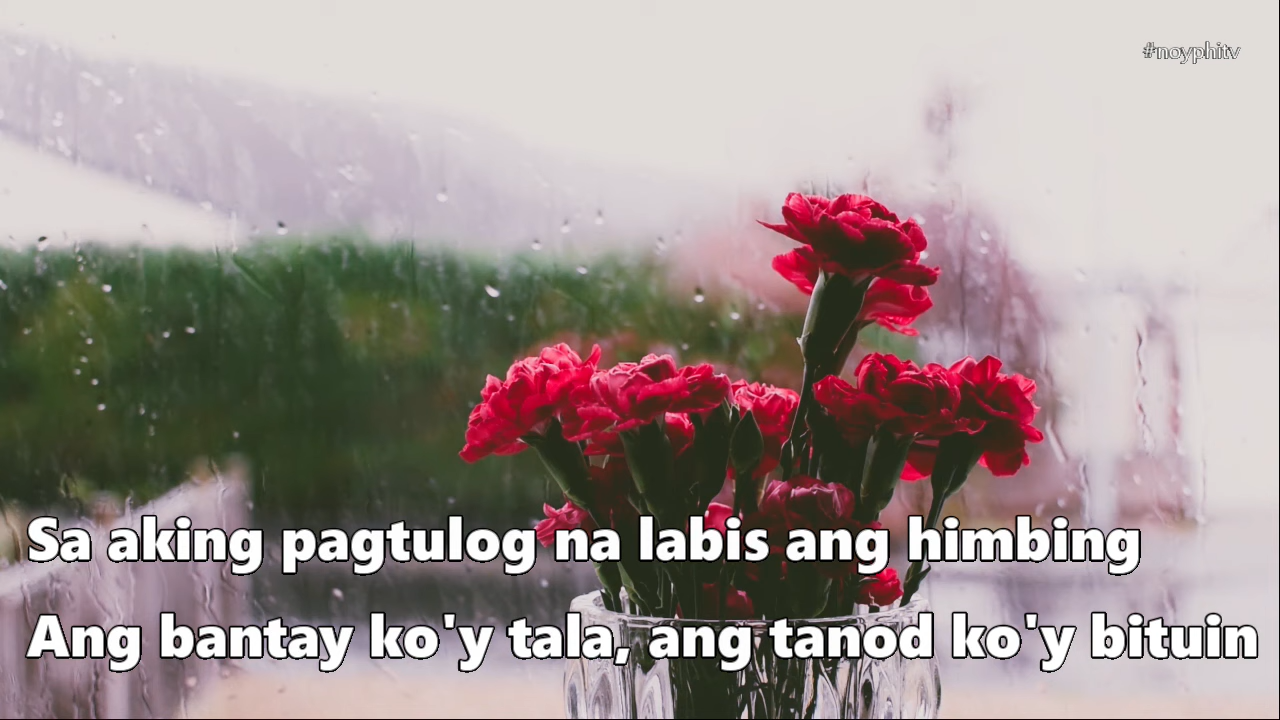 #noyphitv
Sa aking pagtulog na labis ang himbing
Ang bantay ko'y tala, ang tanod ko'y bituin